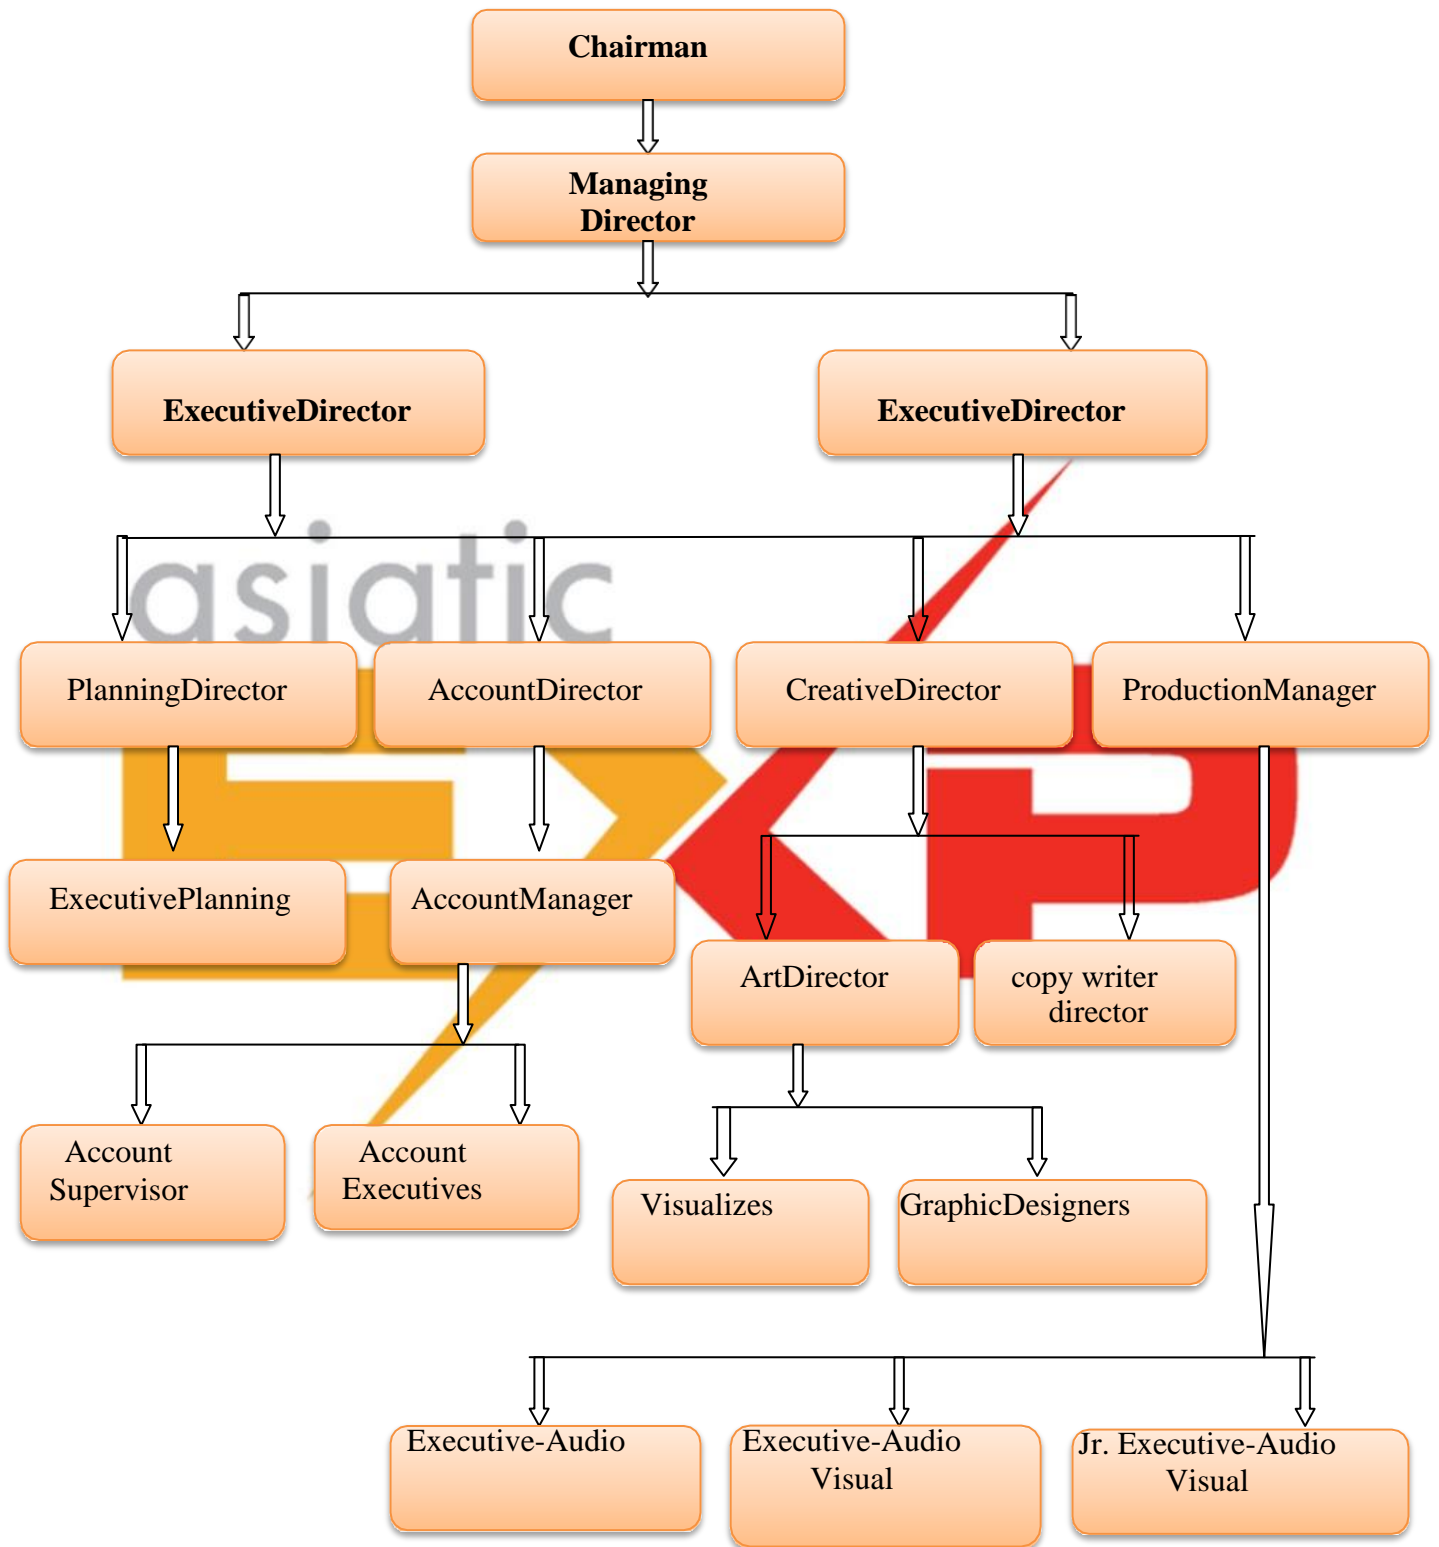 Chairman
Managing
Director
ExecutiveDirector
ExecutiveDirector
asiatic
EXP
PlanningDirector
AccountDirector
CreativeDirector
ProductionManager
ExecutivePlanning
AccountManager
ArtDirector
copy writer
director
Account
Supervisor
Account
Executives
Visualizes
GraphicDesigners
Executive-Audio
Executive-Audio
Visual
Jr. Executive-Audio
Visual